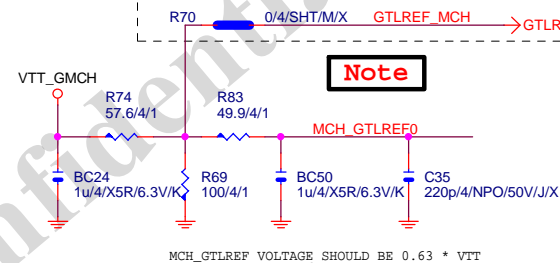 R70
0/4/SHT/M/X
GTLREF_MCH
GTLR
Note
VTT_GMCH
R74
57.6/4/1
R83
49.9/4/1
MCH_GTLREF0
BC24
1u/4/X5R/6.3V/K
R69
100/4/1
BC50
1u/4/X5R/6.3V/K
C35
220p/4/NPO/50V/J/X
nfidenti
MCH_GTLREF VOLTAGE SHOULD BE 0.63 * VTT